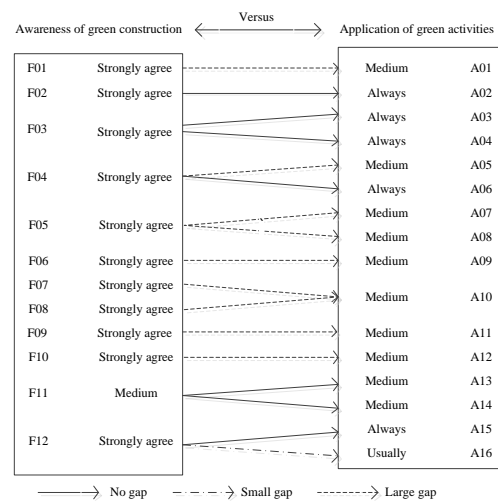 Versus
Awareness of green construction Application of green activities
F01 Strongly agree Medium A01
F02 Strongly agree Always A02
Always A03
F03 Strongly agree
Always A04
Medium A05
F04 Strongly agree
Always A06
Medium A07
F05 Strongly agree
Medium A08
F06 Strongly agree Medium A09
F07 Strongly agree
Medium A10
F08 Strongly agree
F09 Strongly agree Medium A11
F10 Strongly agree Medium A12
Medium A13
F11 Medium
Medium A14
Always A15
F12 Strongly agree
Usually A16
No gap Small gap Large gap